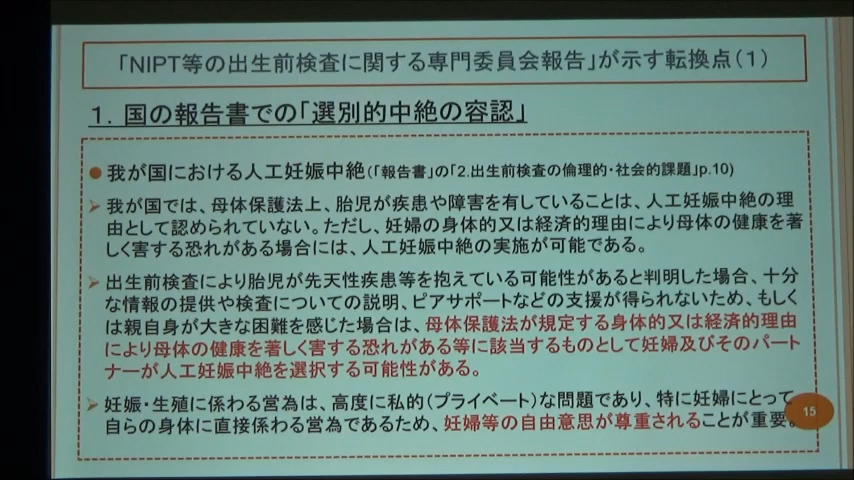 「NIPT等の出生前検査に関する専門委員会報告」が示す転換点(1)
1. 国の報告書での「選別的中絶の容認」
● 我が国における人工妊娠中絶(「報告書」の「2.出生前検査の倫理的・社会的課題」p.10)
➢ 我が国では、母体保護法上、胎児が疾患や障害を有していることは、人工妊娠中絶の理
由として認められていない。ただし、妊婦の身体的又は経済的理由により母体の健康を著
しく害する恐れがある場合には、人工妊娠中絶の実施が可能である。
➢ 出生前検査により胎児が先天性疾患等を抱えている可能性があると判明した場合、十分
な情報の提供や検査についての説明、ピアサポートなどの支援が得られないため、もしく
は親自身が大きな困難を感じた場合は、母体保護法が規定する身体的又は経済的理由
により母体の健康を著しく害する恐れがある等に該当するものとして妊婦及びそのパート
ナーが人工妊娠中絶を選択する可能性がある。
➢ 妊娠・生殖に係わる営為は、高度に私的(プライベート)な問題であり、特に妊婦にとって
自らの身体に直接係わる営為であるため、妊婦等の自由意思が尊重されることが重要。
15